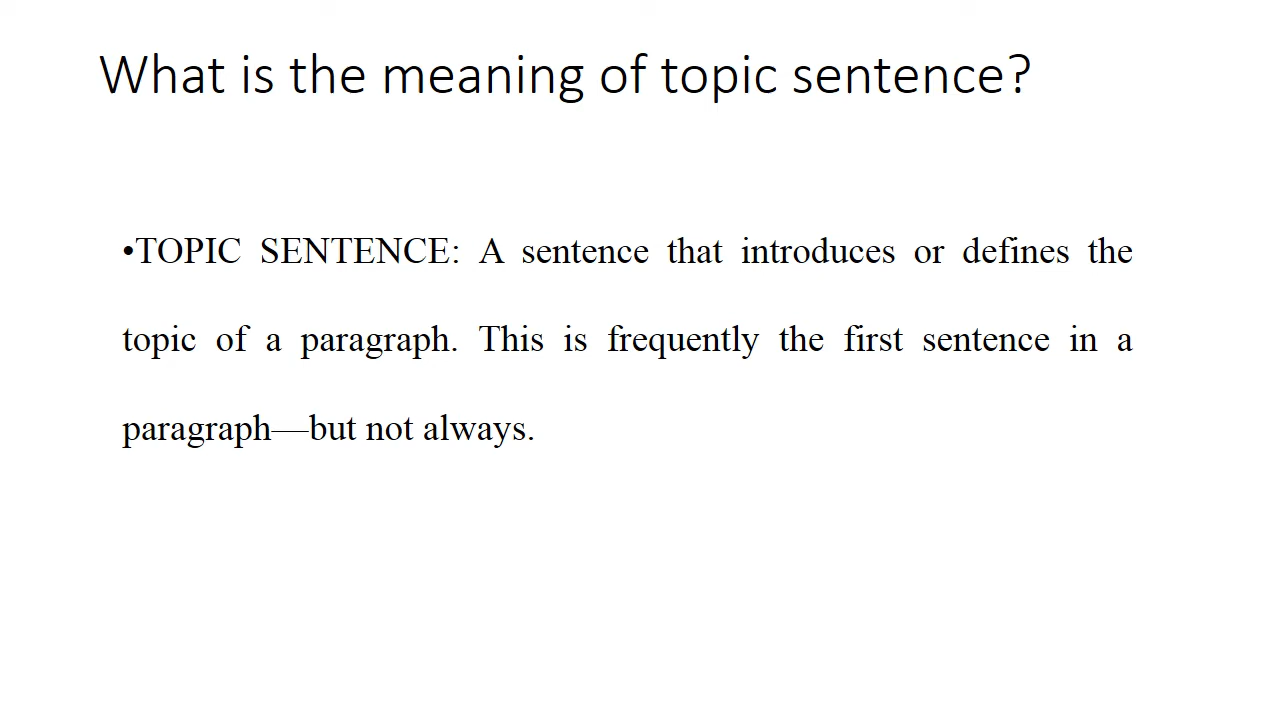 What is the meaning of topic sentence?
•TOPIC SENTENCE: A sentence that introduces or defines the
topic of a paragraph. This is frequently the first sentence in a
paragraph—but not always.